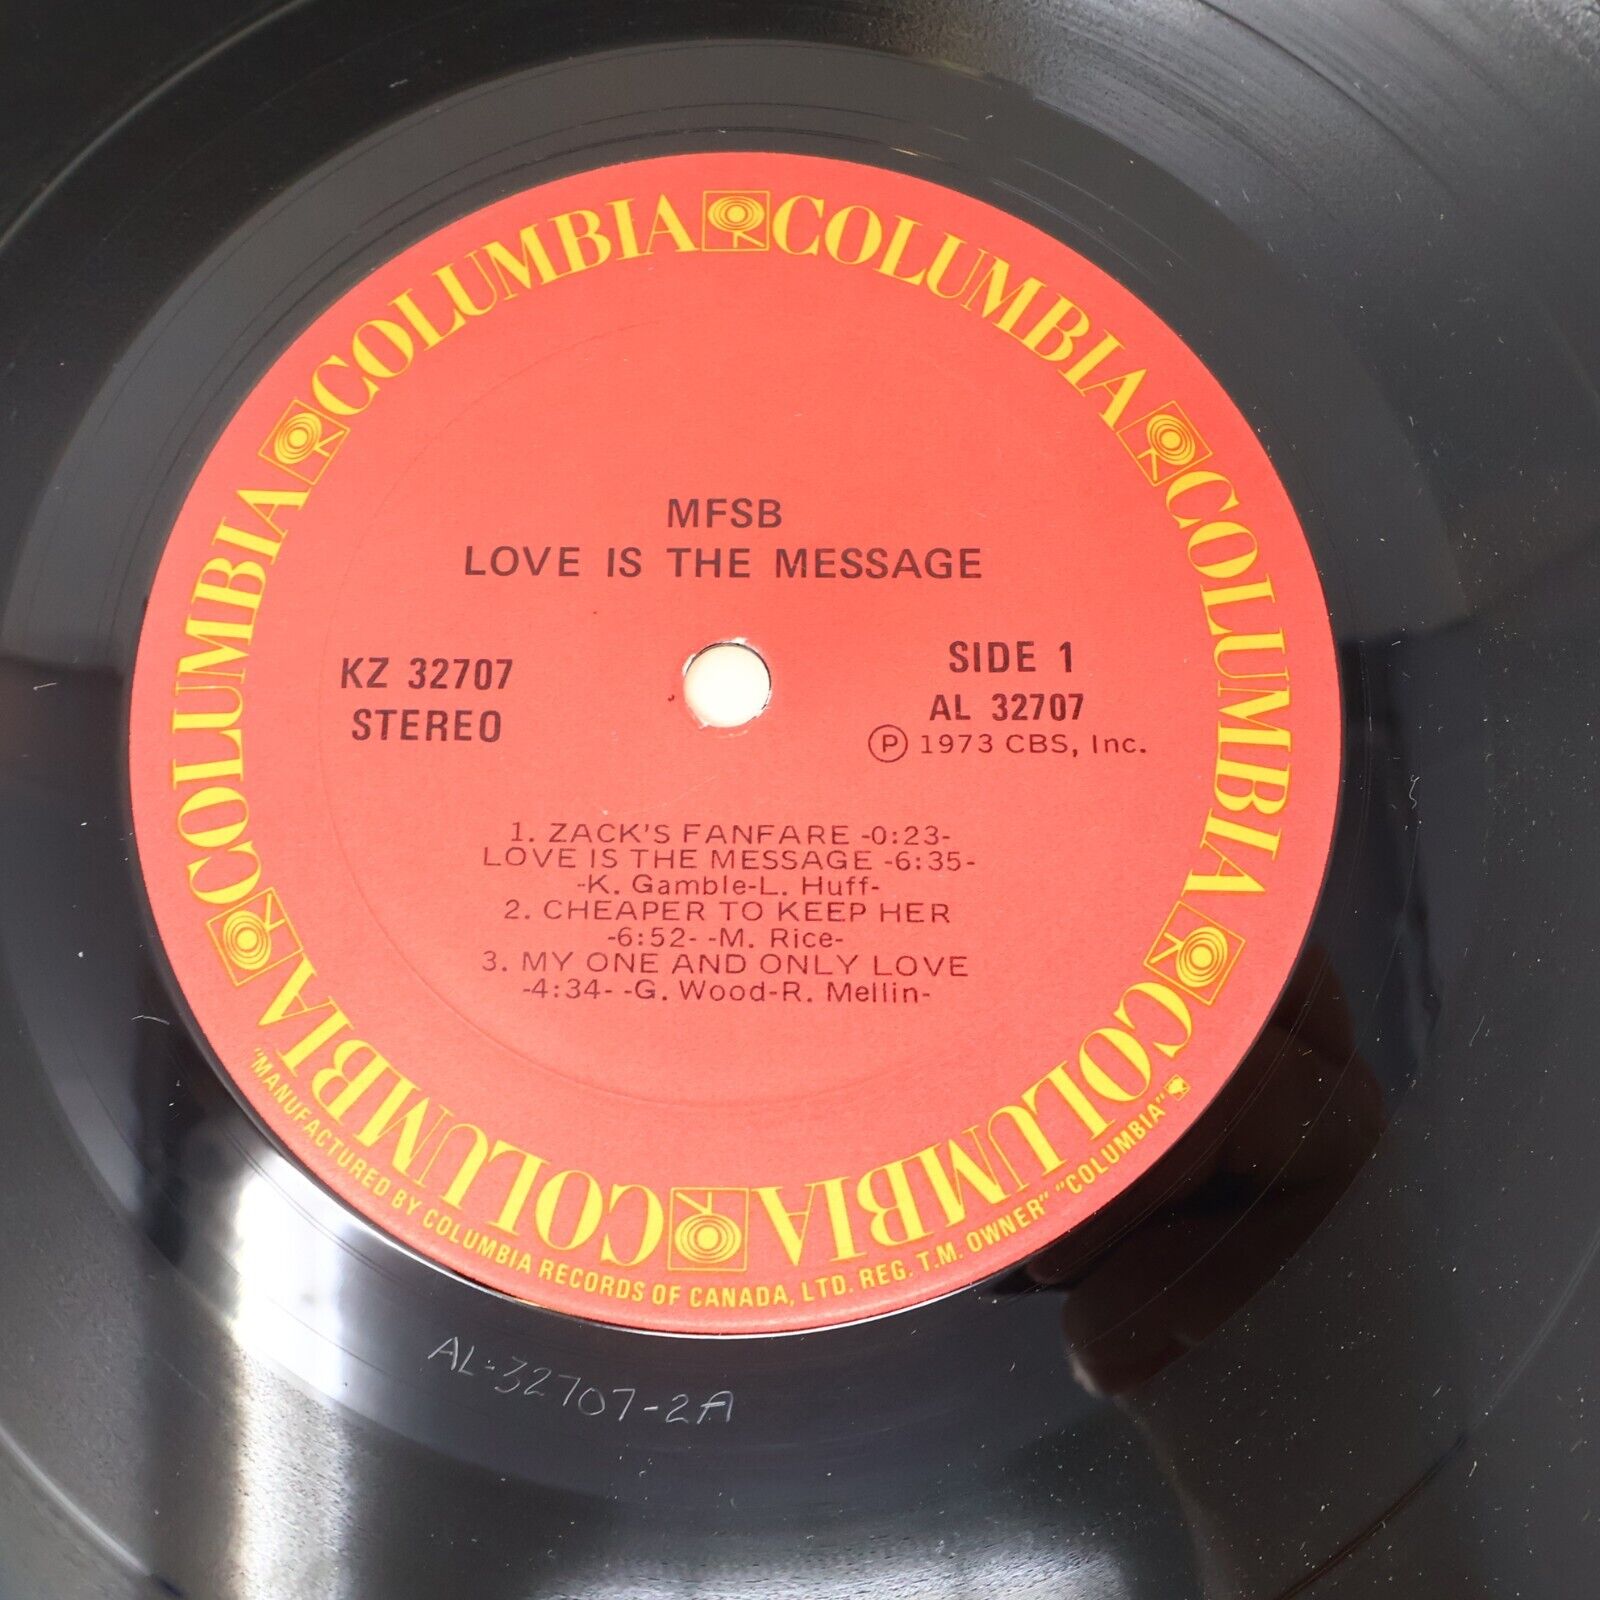 COLUMBIA COLUMBIA COLUMBIA COLUMBIA COLUMBIA COLUMBIA
MFSB
LOVE IS THE MESSAGE
KZ 32707
STEREO
SIDE 1
AL 32707
Ⓟ 1973 CBS, Inc.
1. ZACK'S FANFARE -0:23-
LOVE IS THE MESSAGE -6:35-
-K. Gamble-L. Huff-
2. CHEAPER TO KEEP HER
-6:52- -M. Rice-
3. MY ONE AND ONLY LOVE
-4:34- -G. Wood-R. Mellin-
"MANUFACTURED BY COLUMBIA RECORDS OF CANADA, LTD. REG. T.M. OWNER" "COLUMBIA"
AL-32707-2A